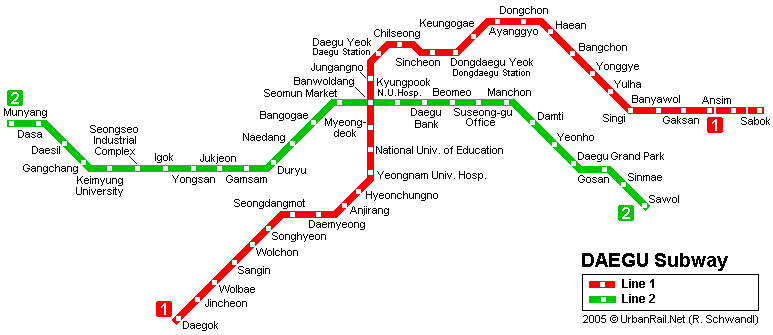 Dongchon
Keungogae
Haean
Chilseong
Ayanggyo
Daegu Yeok
Daegu Station
Bangchon
Sincheon
Dongdaegu Yeok
Dongdaegu Station
Jungangno
Yonggye
Banwoldang
Kyungpook
N.U.Hosp.
Yulha
Seomun Market
Beomeo
Manchon
Banyawol
Ansim
2
Munyang
Bangogae
Myeong-
deok
Daegu
Bank
Suseong-gu
Office
Damti
Singi
Gaksan
1
Sabok
Dasa
Seongseo
Industrial
Complex
Naedang
Yeonho
Daesil
Igok
Jukjeon
National Univ. of Education
Gangchang
Daegu Grand Park
Keimyung
University
Yongsan
Gamsam
Duryu
Yeongnam Univ. Hosp.
Gosan
Sinmae
Hyeonchungno
Sawol
Seongdangmot
Anjirang
2
Daemyeong
Songhyeon
Wolchon
Sangin
DAEGU Subway
Wolbae
Line 1
Jincheon
Line 2
1
Daegok
2005 © UrbanRail.Net (R. Schwandl)